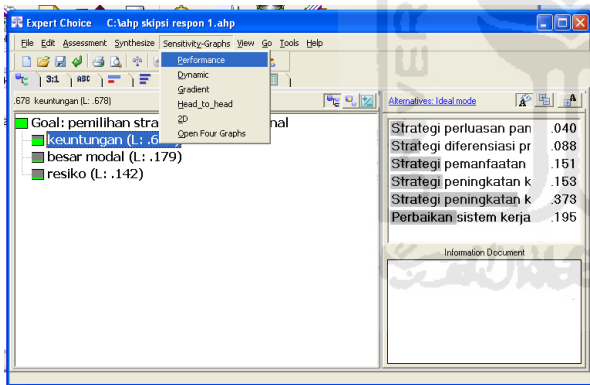 Expert Choice C:\ahp skipsi respon 1.ahp
File Edit Assessment Synthesize Sensitivity-Graphs View Go Tools Help
Performance
Dynamic
Gradient
Head_to_head
2D
Open Four Graphs
3:1 ABC
.678 keuntungan (L: .678)
Alternatives: Ideal mode
Goal: pemilihan stra nal
keuntungan (L: .6
besar modal (L: .179)
resiko (L: .142)
Strategi perluasan pan .040
Strategi diferensiasi pr .088
Strategi pemanfaatan .151
Strategi peningkatan k .153
Strategi peningkatan k .373
Perbaikan sistem kerja .195
Information Document